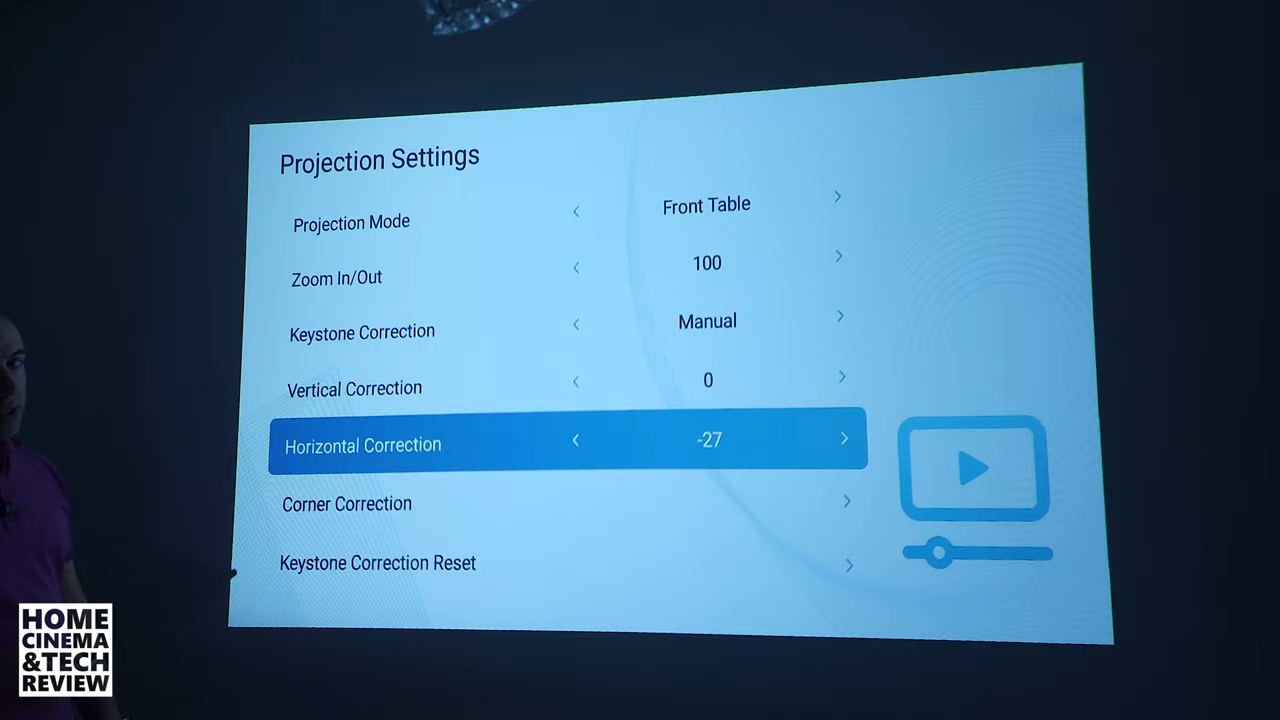 Projection Settings
Projection Mode < Front Table >
Zoom In/Out < 100 >
Keystone Correction < Manual >
Vertical Correction < 0 >
Horizontal Correction < -27 >
Corner Correction >
Keystone Correction Reset >
HOME
CINEMA
&TECH
REVIEW